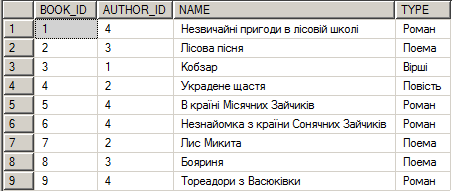 BOOK_ID AUTHOR_ID NAME TYPE
1 1 4 Незвичайні пригоди в лісовій школі Роман
2 2 3 Лісова пісня Поема
3 3 1 Кобзар Вірші
4 4 2 Украдене щастя Повість
5 5 4 В країні Місячних Зайчиків Роман
6 6 4 Незнайомка з країни Сонячних Зайчиків Роман
7 7 2 Лис Микита Поема
8 8 3 Бояриня Поема
9 9 4 Тореадори з Васюківки Роман